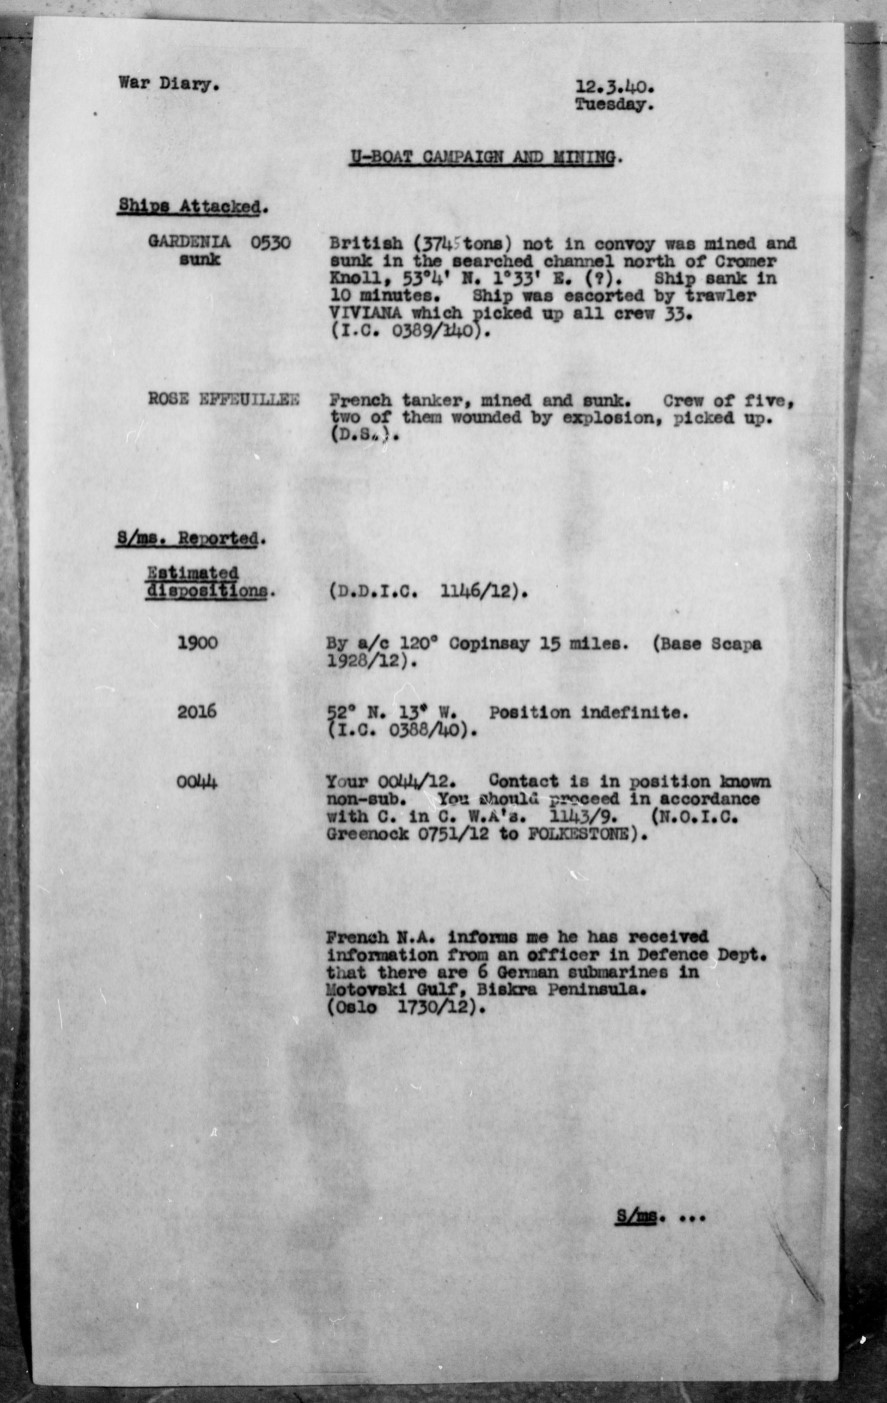 War Diary.
12.3.40.
Tuesday.
U-BOAT CAMPAIGN AND MINING.
Ships Attacked.
GARDENIA 0530
sunk
British (3745 tons) not in convoy was mined and
sunk in the searched channel north of Cromer
Knoll, 53°4' N. 1°33' E. (?). Ship sank in
10 minutes. Ship was escorted by trawler
VIVIANA which picked up all crew 33.
(I.C. 0389/140).
ROSE EFFEUILLEE
French tanker, mined and sunk. Crew of five,
two of them wounded by explosion, picked up.
(D.S.).
S/ms. Reported.
Estimated
dispositions.
(D.D.I.C. 1146/12).
1900
By a/c 120° Copinsay 15 miles. (Base Scapa
1928/12).
2016
52° N. 13° W. Position indefinite.
(I.C. 0388/40).
0044
Your 0044/12. Contact is in position known
non-sub. You should proceed in accordance
with C. in C. W.A's. 1143/9. (N.O.I.C.
Greenock 0751/12 to FOLKESTONE).
French N.A. informs me he has received
information from an officer in Defence Dept.
that there are 6 German submarines in
Motovski Gulf, Biskra Peninsula.
(Oslo 1730/12).
S/ms. ...